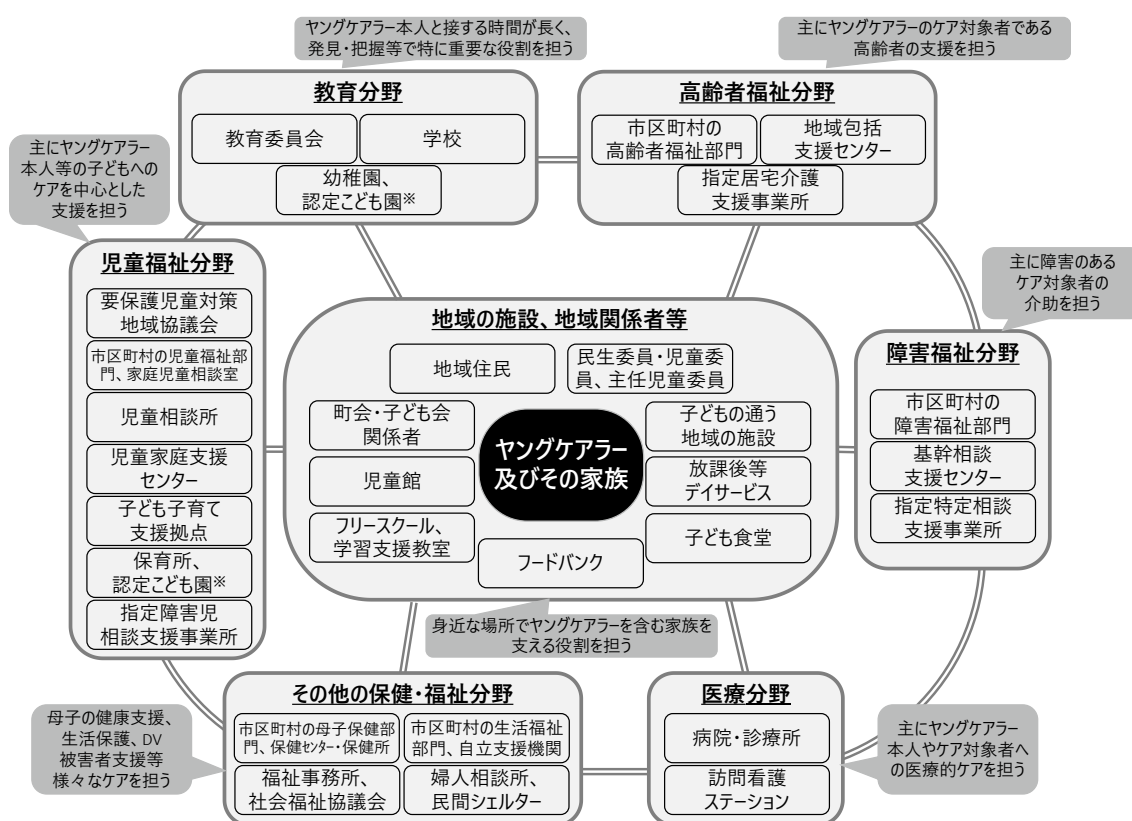 ヤングケアラー本人と接する時間が長く、
発見・把握等で特に重要な役割を担う
主にヤングケアラーのケア対象者である
高齢者の支援を担う
教育分野
教育委員会
学校
幼稚園、
認定こども園※
高齢者福祉分野
市区町村の
高齢者福祉部門
地域包括
支援センター
指定居宅介護
支援事業所
主にヤングケアラー
本人等の子どもへの
ケアを中心とした
支援を担う
児童福祉分野
要保護児童対策
地域協議会
市区町村の児童福祉部
門、家庭児童相談室
児童相談所
児童家庭支援
センター
子ども子育て
支援拠点
保育所、
認定こども園※
指定障害児
相談支援事業所
地域の施設、地域関係者等
地域住民
民生委員・児童委
員、主任児童委員
町会・子ども会
関係者
児童館
フリースクール、
学習支援教室
ヤングケアラー
及びその家族
子どもの通う
地域の施設
放課後等
デイサービス
子ども食堂
フードバンク
身近な場所でヤングケアラーを含む家族を
支える役割を担う
主に障害のある
ケア対象者の
介助を担う
障害福祉分野
市区町村の
障害福祉部門
基幹相談
支援センター
指定特定相談
支援事業所
その他の保健・福祉分野
市区町村の母子保健部
門、保健センター・保健所
市区町村の生活福祉
部門、自立支援機関
福祉事務所、
社会福祉協議会
婦人相談所、
民間シェルター
母子の健康支援、
生活保護、DV
被害者支援等
様々なケアを担う
医療分野
病院・診療所
訪問看護
ステーション
主にヤングケアラー
本人やケア対象者へ
の医療的ケアを担う